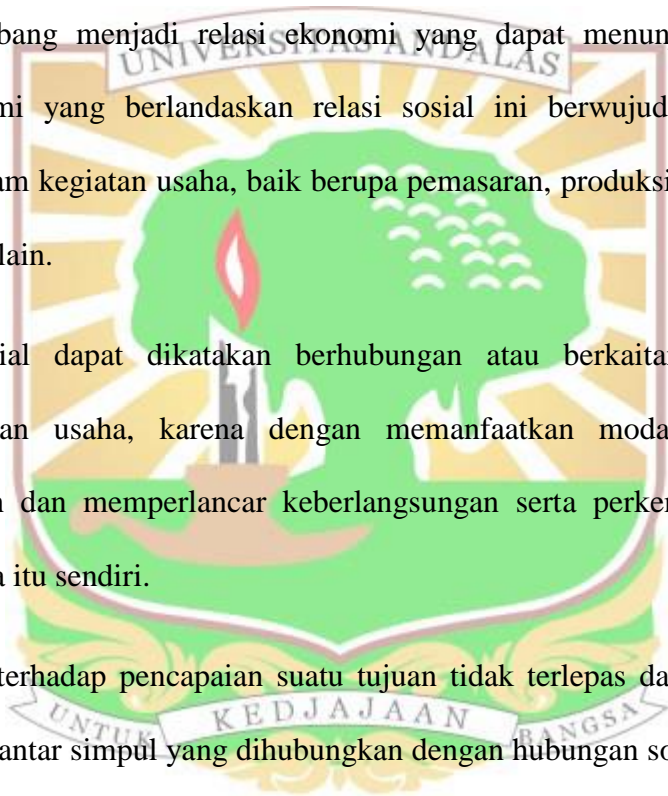 bang menjadi relasi ekonomi yang dapat menun
UNIVERSITAS ANDALAS
mi yang berlandaskan relasi sosial ini berwujud
am kegiatan usaha, baik berupa pemasaran, produksi
lain.
ial dapat dikatakan berhubungan atau berkaita
an usaha, karena dengan memanfaatkan moda
n dan memperlancar keberlangsungan serta perker
a itu sendiri.
terhadap pencapaian suatu tujuan tidak terlepas da
UNTUK KEDJAJAAN BANGSA
antar simpul yang dihubungkan dengan hubungan so